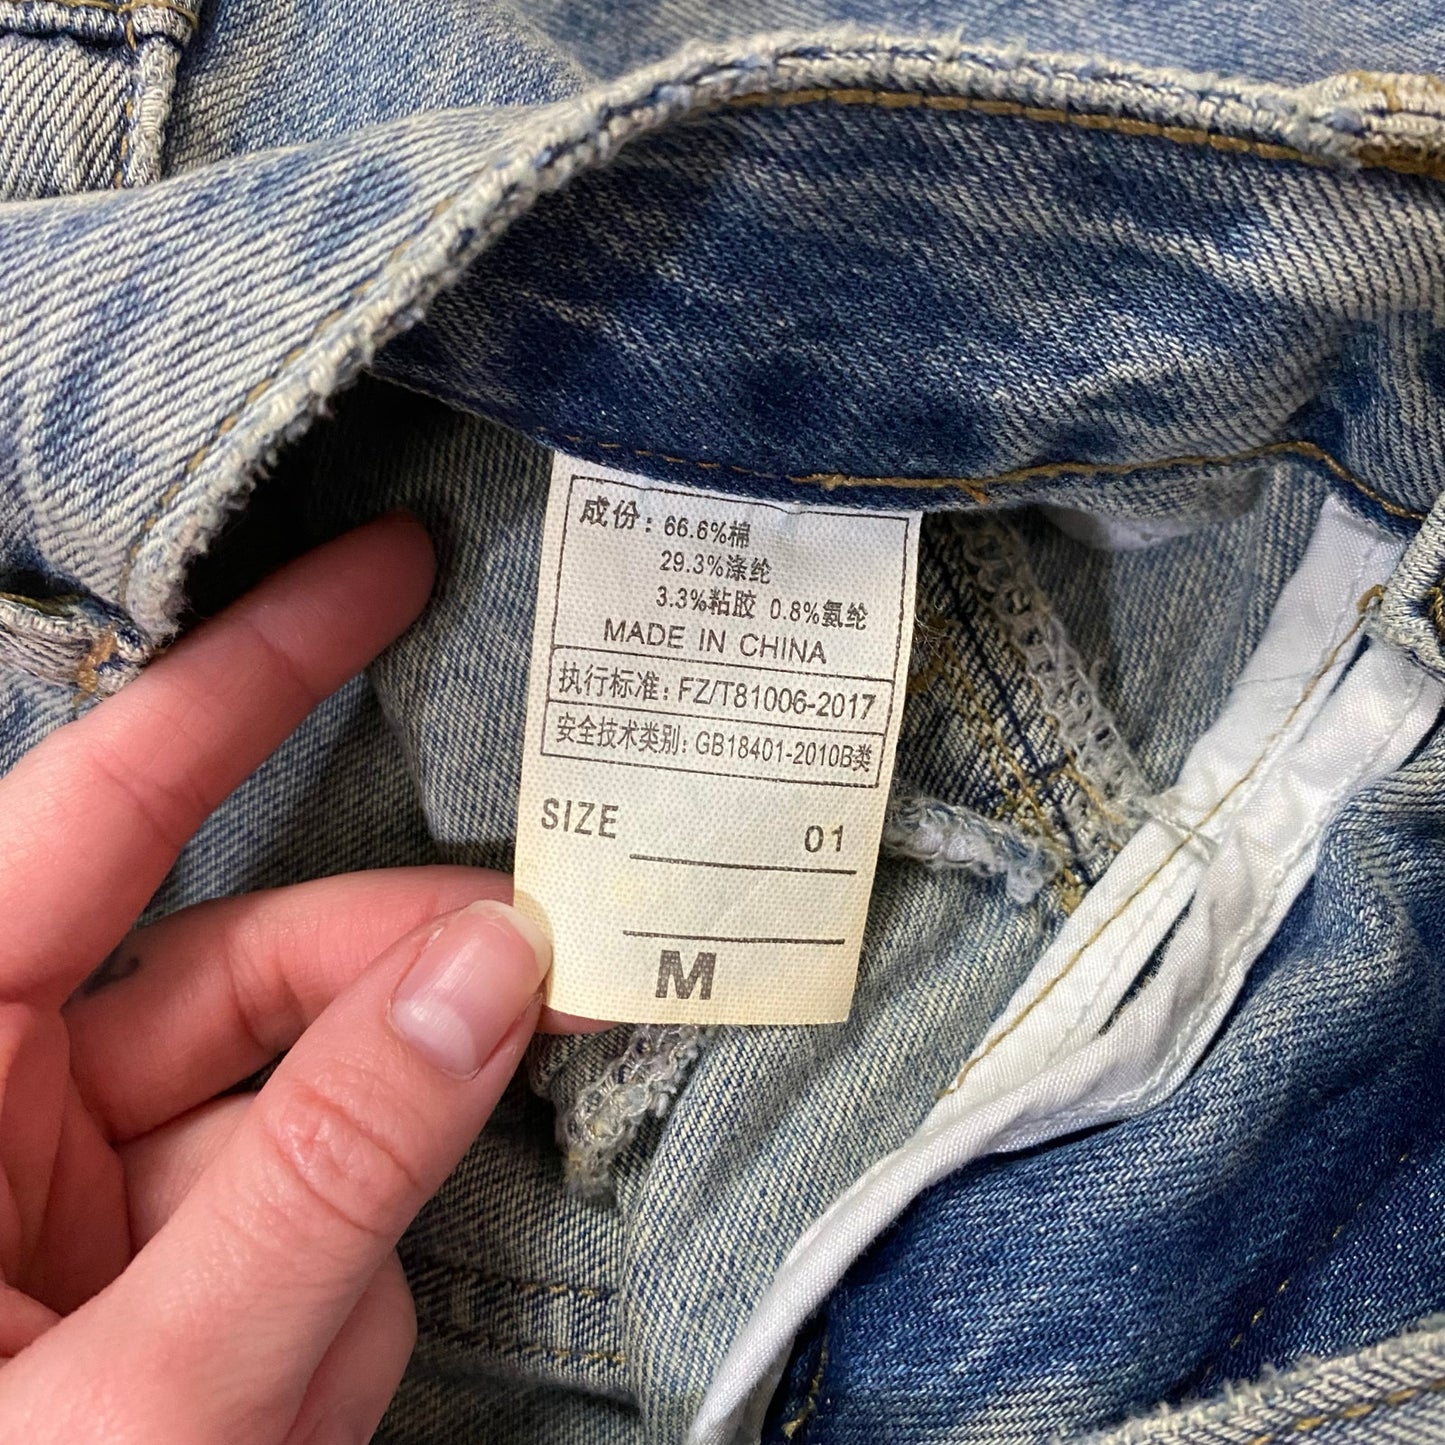 成份：66.6%棉
29.3%涤纶
3.3%粘胶 0.8%氨纶
MADE IN CHINA
执行标准：FZ/T81006-2017
安全技术类别：GB18401-2010B类
SIZE 01
M